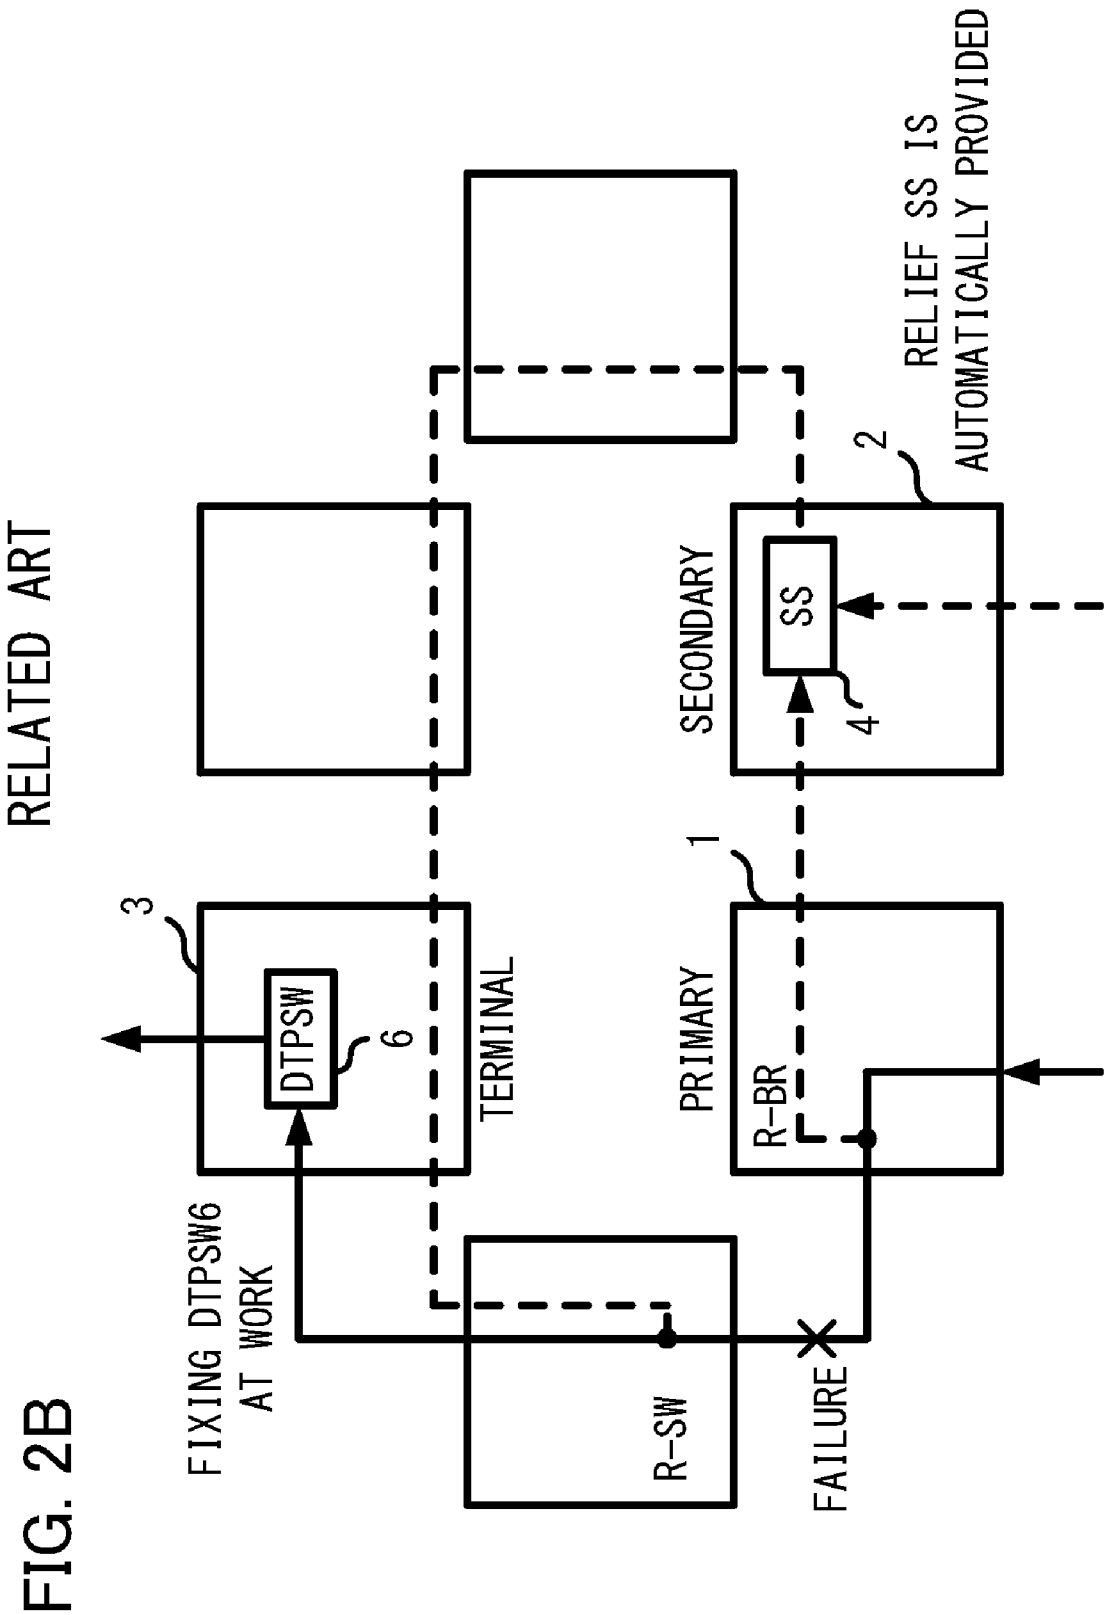 FIG. 2B
RELATED ART
FIXING DTPSW6
AT WORK
3
DTPSW
6
TERMINAL
R-SW
FAILURE
PRIMARY
1
R-BR
SECONDARY
SS
4
2
RELIEF SS IS
AUTOMATICALLY PROVIDED